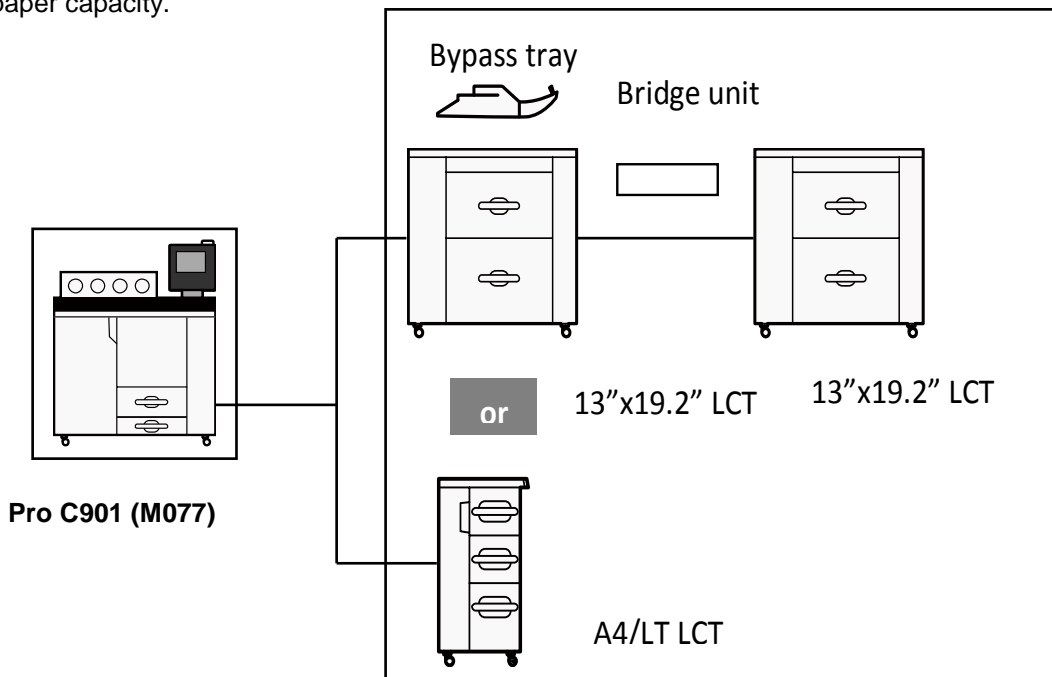 paper capacity.
Bypass tray
Bridge unit
or
13”x19.2” LCT
13”x19.2” LCT
Pro C901 (M077)
A4/LT LCT